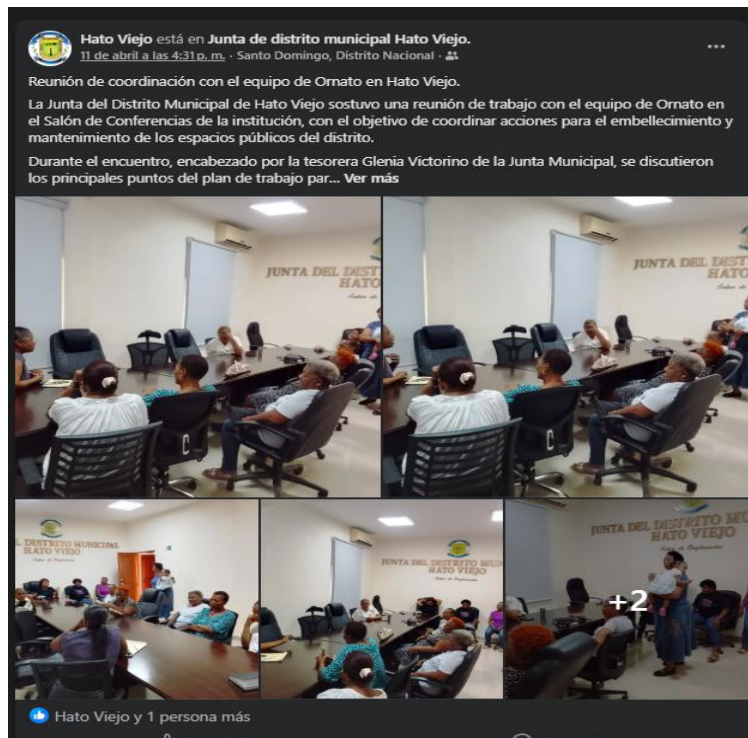 Hato Viejo está en Junta de distrito municipal Hato Viejo.
11 de abril a las 4:31 p. m. · Santo Domingo, Distrito Nacional ·
Reunión de coordinación con el equipo de Ornato en Hato Viejo.
La Junta del Distrito Municipal de Hato Viejo sostuvo una reunión de trabajo con el equipo de Ornato en
el Salón de Conferencias de la institución, con el objetivo de coordinar acciones para el embellecimiento y
mantenimiento de los espacios públicos del distrito.
Durante el encuentro, encabezado por la tesorera Glenia Victorino de la Junta Municipal, se discutieron
los principales puntos del plan de trabajo par... Ver más
JUNTA DEL DIST
HATO
JUNTA DEL DIST
HATO
L DISTRITO MUNICIPAL
HATO VIEJO
JUNTA DEL DISTRITO MUN
HATO VIEJO
JUNTA DEL DISTRITO MU
HATO VIEJO
+2
Hato Viejo y 1 persona más